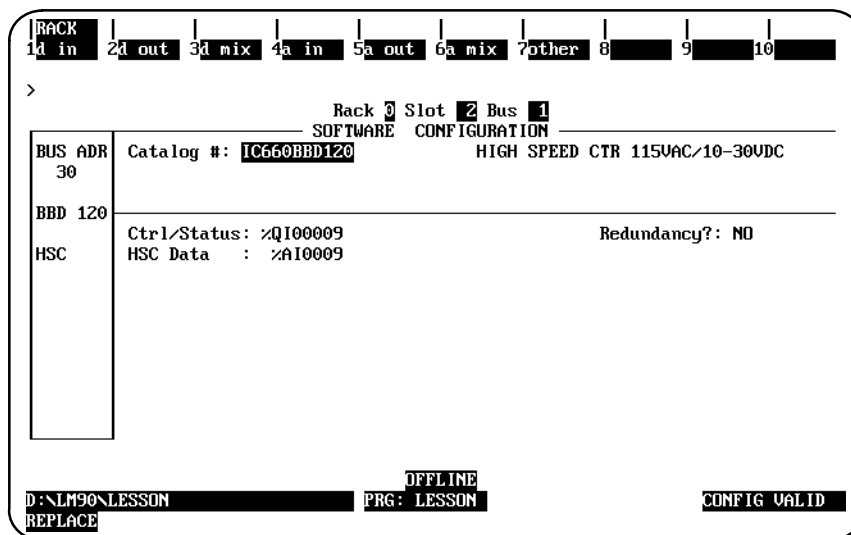 RACK
1d in 2d out 3d mix 4a in 5a out 6a mix 7other 8 9 10
>
Rack 0 Slot 2 Bus 1
SOFTWARE CONFIGURATION
BUS ADR Catalog #: IC660BBD120 HIGH SPEED CTR 115VAC/10-30VDC
30
BBD 120
Ctrl/Status: %QI00009 Redundancy?: NO
HSC HSC Data : %AI0009
OFFLINE
D:\LM90\LESSON PRG: LESSON CONFIG VALID
REPLACE